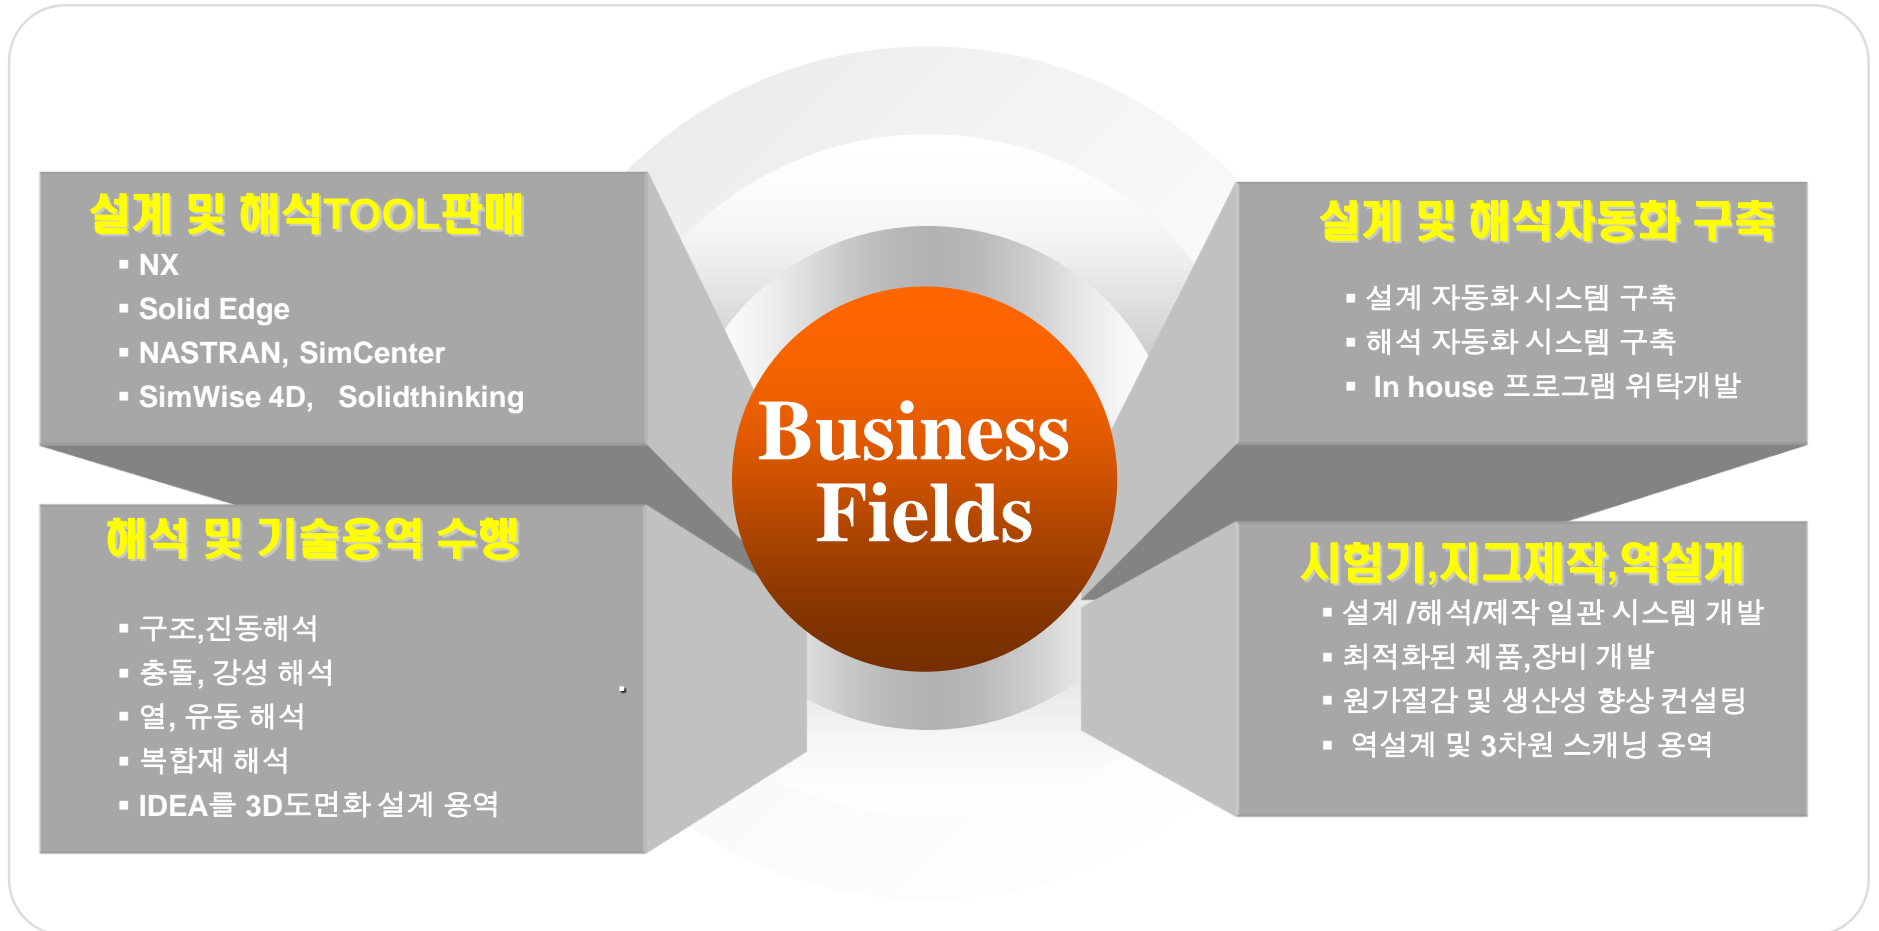 설계 및 해석TOOL판매
▪ NX
▪ Solid Edge
▪ NASTRAN, SimCenter
▪ SimWise 4D, Solidthinking
설계 및 해석자동화 구축
▪ 설계 자동화 시스템 구축
▪ 해석 자동화 시스템 구축
▪ In house 프로그램 위탁개발
Business
Fields
해석 및 기술용역 수행
▪ 구조,진동해석
▪ 충돌, 강성 해석
▪ 열, 유동 해석
▪ 복합재 해석
▪ IDEA를 3D도면화 설계 용역
.
시험기,지그제작,역설계
▪ 설계 /해석/제작 일관 시스템 개발
▪ 최적화된 제품,장비 개발
▪ 원가절감 및 생산성 향상 컨설팅
▪ 역설계 및 3차원 스캐닝 용역